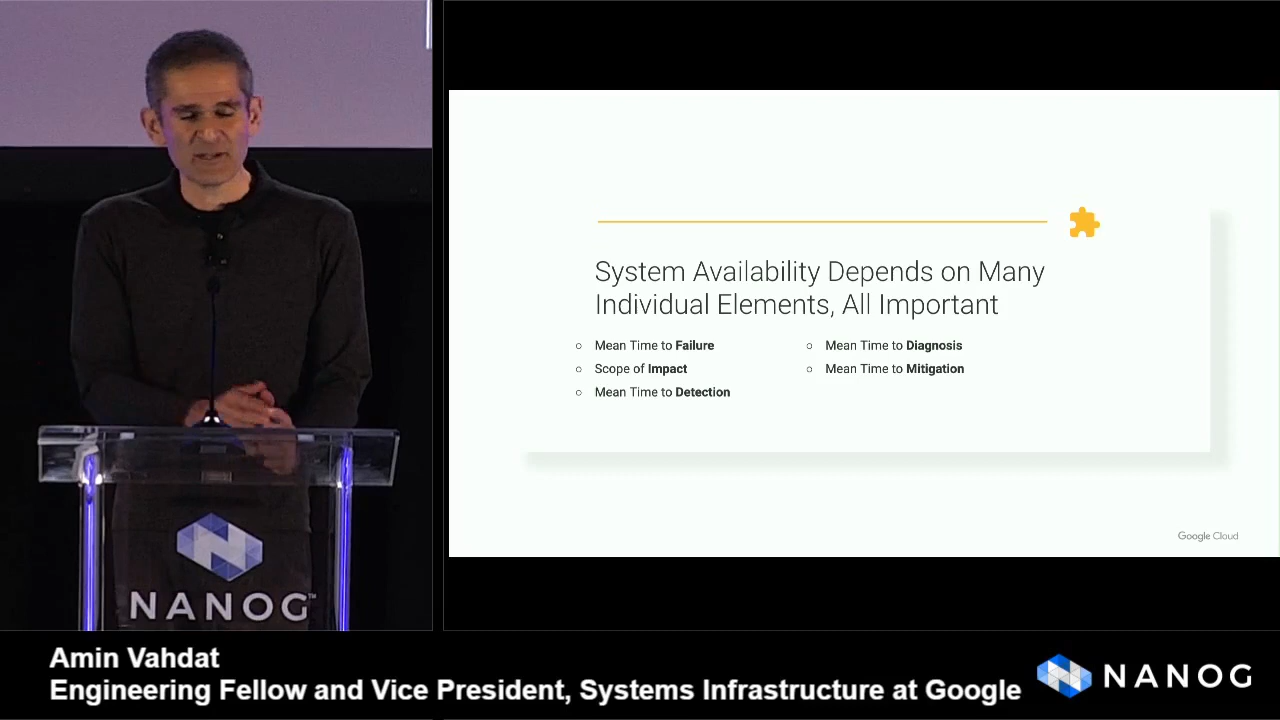 System Availability Depends on Many
Individual Elements, All Important
○ Mean Time to Failure
○ Scope of Impact
○ Mean Time to Detection
○ Mean Time to Diagnosis
○ Mean Time to Mitigation
Google Cloud
NANOG™
Amin Vahdat
Engineering Fellow and Vice President, Systems Infrastructure at Google
NANOG